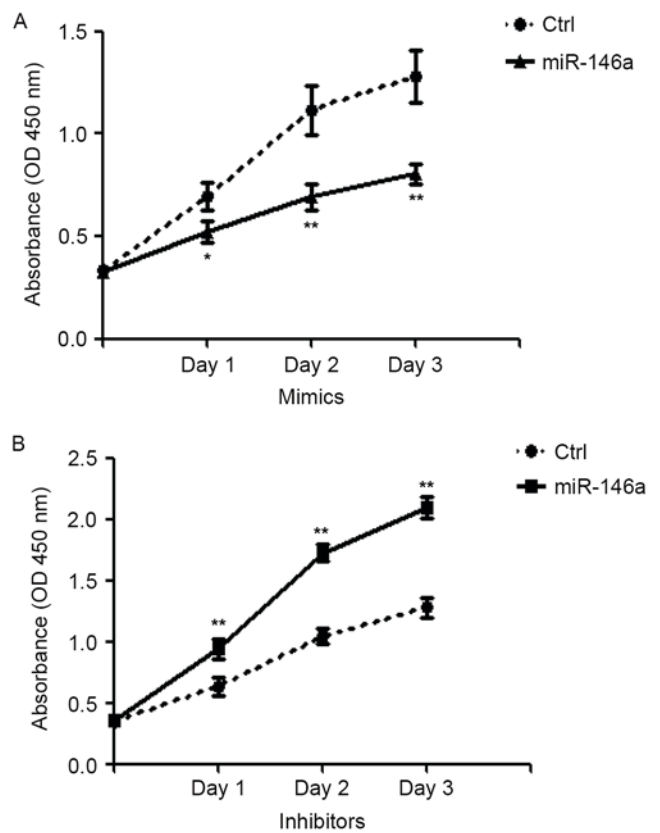 A
1.5
1.0
0.5
0.0
Absorbance (OD 450 nm)
Ctrl
miR-146a
*
**
**
Day 1 Day 2 Day 3
Mimics
B
2.5
2.0
1.5
1.0
0.5
0.0
Absorbance (OD 450 nm)
Ctrl
miR-146a
**
**
**
Day 1 Day 2 Day 3
Inhibitors